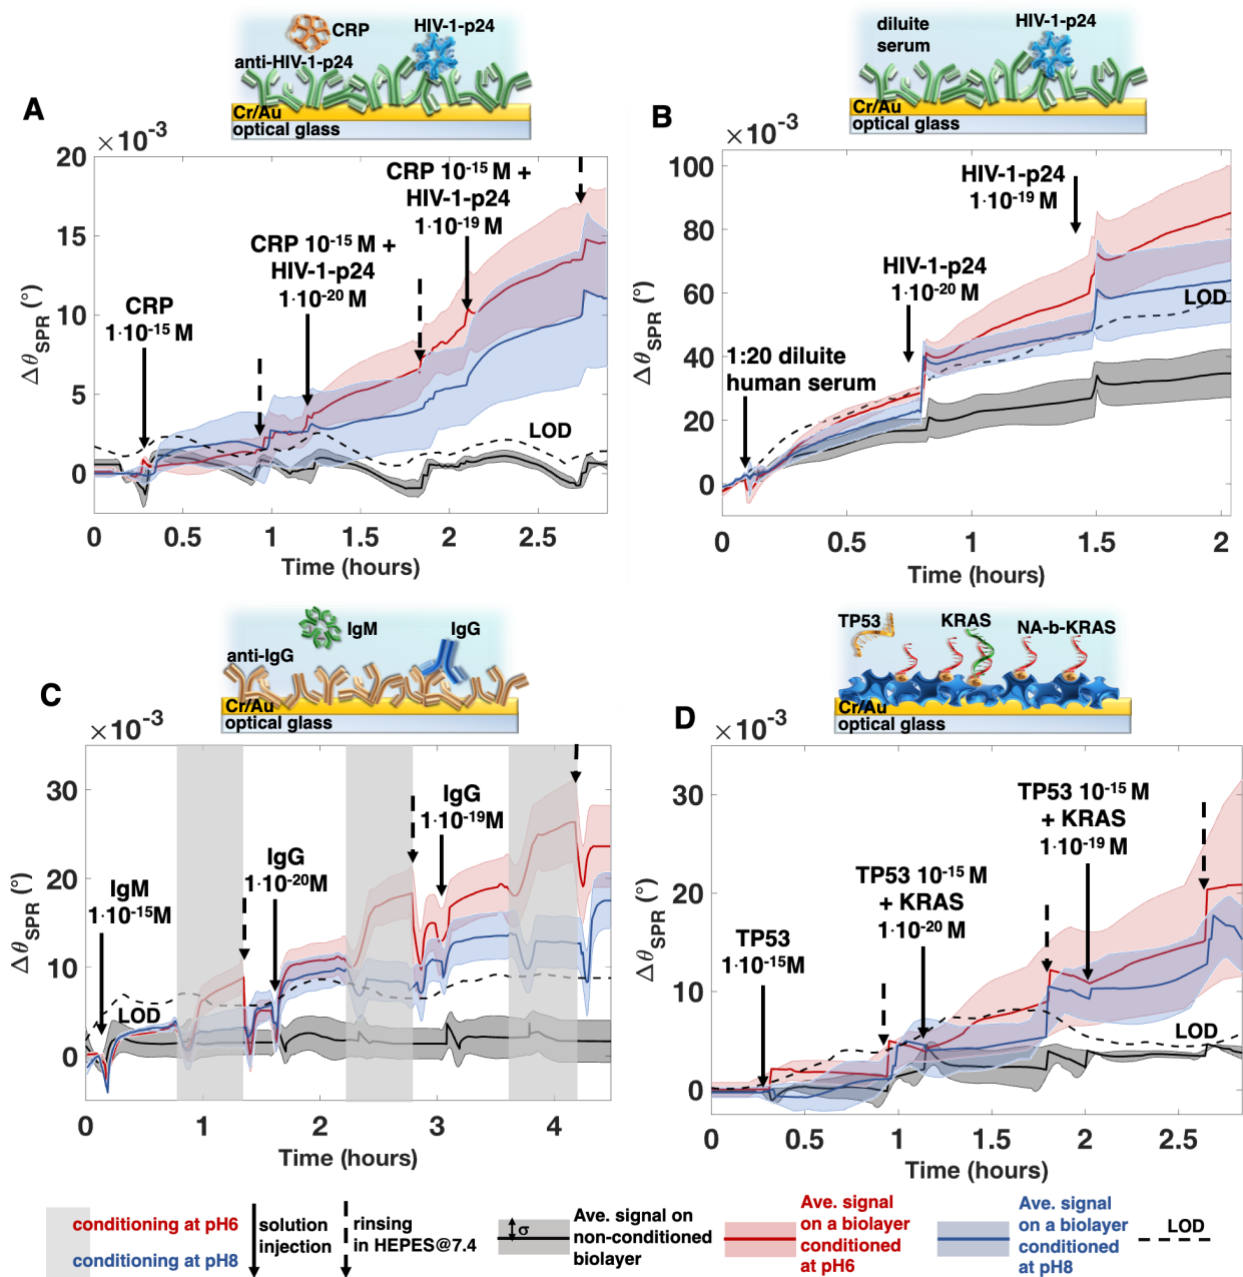 CRP
HIV-1-p24
anti-HIV-1-p24
Cr/Au
optical glass
A
×10⁻³
20
15
10
5
0
Δθ_SPR (°)
CRP
1·10⁻¹⁵ M
CRP 10⁻¹⁵ M +
HIV-1-p24
1·10⁻²⁰ M
CRP 10⁻¹⁵ M +
HIV-1-p24
1·10⁻¹⁹ M
LOD
0 0.5 1 1.5 2 2.5
Time (hours)
diluite
serum
HIV-1-p24
Cr/Au
optical glass
B
×10⁻³
100
80
60
40
20
0
Δθ_SPR (°)
1:20 diluite
human serum
HIV-1-p24
1·10⁻²⁰ M
HIV-1-p24
1·10⁻¹⁹ M
LOD
0 0.5 1 1.5 2
Time (hours)
IgM
IgG
anti-IgG
Cr/Au
optical glass
C
×10⁻³
30
20
10
0
Δθ_SPR (°)
IgM
1·10⁻¹⁵M
IgG
1·10⁻²⁰M
IgG
1·10⁻¹⁹M
LOD
0 1 2 3 4
Time (hours)
TP53
KRAS
NA-b-KRAS
Cr/Au
optical glass
D
×10⁻³
30
20
10
0
Δθ_SPR (°)
TP53
1·10⁻¹⁵M
TP53 10⁻¹⁵ M
+ KRAS
1·10⁻²⁰ M
TP53 10⁻¹⁵ M
+ KRAS
1·10⁻¹⁹ M
LOD
0 0.5 1 1.5 2 2.5
Time (hours)
conditioning at pH6
conditioning at pH8
solution
injection
rinsing
in HEPES@7.4
σ
Ave. signal on
non-conditioned
biolayer
Ave. signal
on a biolayer
conditioned
at pH6
Ave. signal
on a biolayer
conditioned
at pH8
LOD